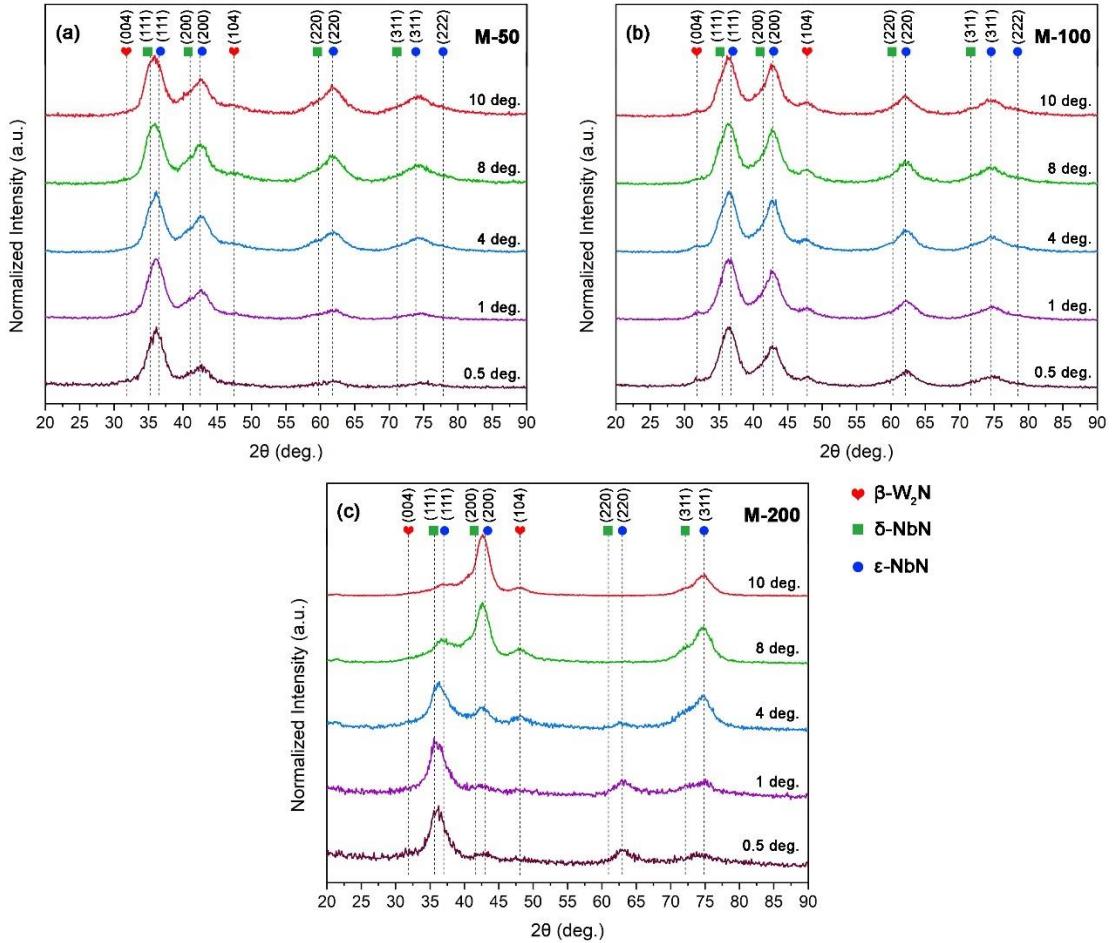 (a)
(004)
(111)
(111)
(200)
(200)
(104)
(220)
(220)
(311)
(311)
(222)
M-50
10 deg.
8 deg.
4 deg.
1 deg.
0.5 deg.
Normalized Intensity (a.u.)
20 25 30 35 40 45 50 55 60 65 70 75 80 85 90
2θ (deg.)
(b)
(004)
(111)
(111)
(200)
(200)
(104)
(220)
(220)
(311)
(311)
(222)
M-100
10 deg.
8 deg.
4 deg.
1 deg.
0.5 deg.
Normalized Intensity (a.u.)
20 25 30 35 40 45 50 55 60 65 70 75 80 85 90
2θ (deg.)
(c)
(004)
(111)
(111)
(200)
(200)
(104)
(220)
(220)
(311)
(311)
M-200
10 deg.
8 deg.
4 deg.
1 deg.
0.5 deg.
Normalized Intensity (a.u.)
20 25 30 35 40 45 50 55 60 65 70 75 80 85 90
2θ (deg.)
β-W₂N
δ-NbN
ε-NbN